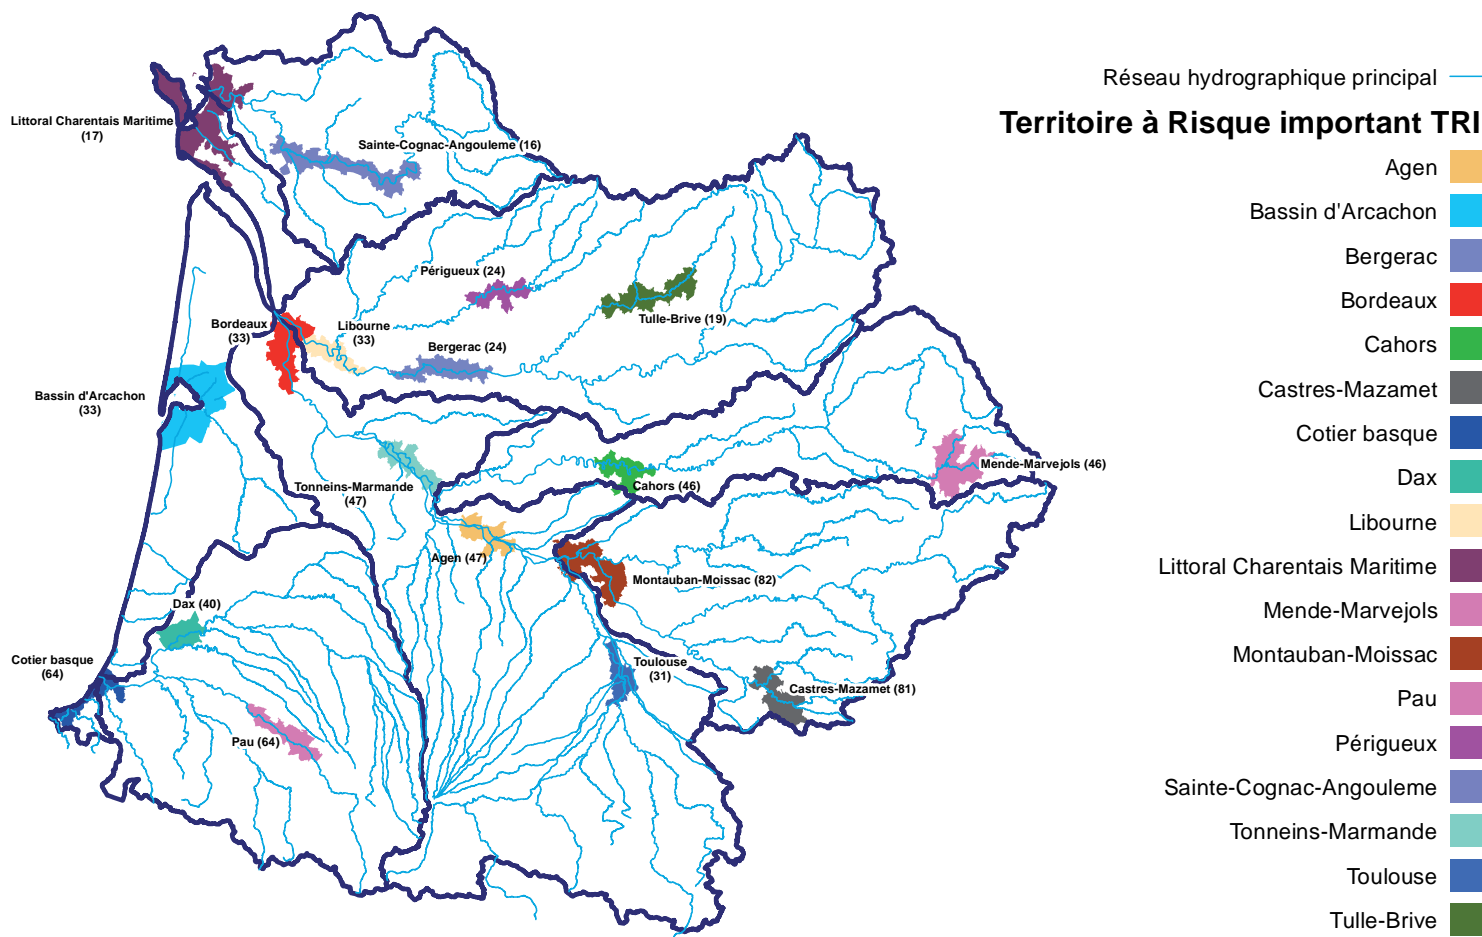 Littoral Charentais Maritime
(17)
Sainte-Cognac-Angouleme (16)
Périgueux (24)
Tulle-Brive (19)
Bordeaux
(33)
Libourne
(33)
Bergerac (24)
Bassin d'Arcachon
(33)
Tonneins-Marmande
(47)
Cahors (46)
Mende-Marvejols (46)
Agen (47)
Montauban-Moissac (82)
Dax (40)
Cotier basque
(64)
Toulouse
(31)
Castres-Mazamet (81)
Pau (64)
Réseau hydrographique principal
Territoire à Risque important TRI
Agen
Bassin d'Arcachon
Bergerac
Bordeaux
Cahors
Castres-Mazamet
Cotier basque
Dax
Libourne
Littoral Charentais Maritime
Mende-Marvejols
Montauban-Moissac
Pau
Périgueux
Sainte-Cognac-Angouleme
Tonneins-Marmande
Toulouse
Tulle-Brive